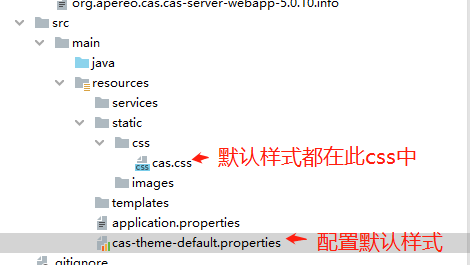 org.apereo.cas.cas-server-webapp-5.0.10.info
src
main
java
resources
services
static
css
css cas.css 默认样式都在此css中
images
templates
application.properties
cas-theme-default.properties 配置默认样式
.gitignore